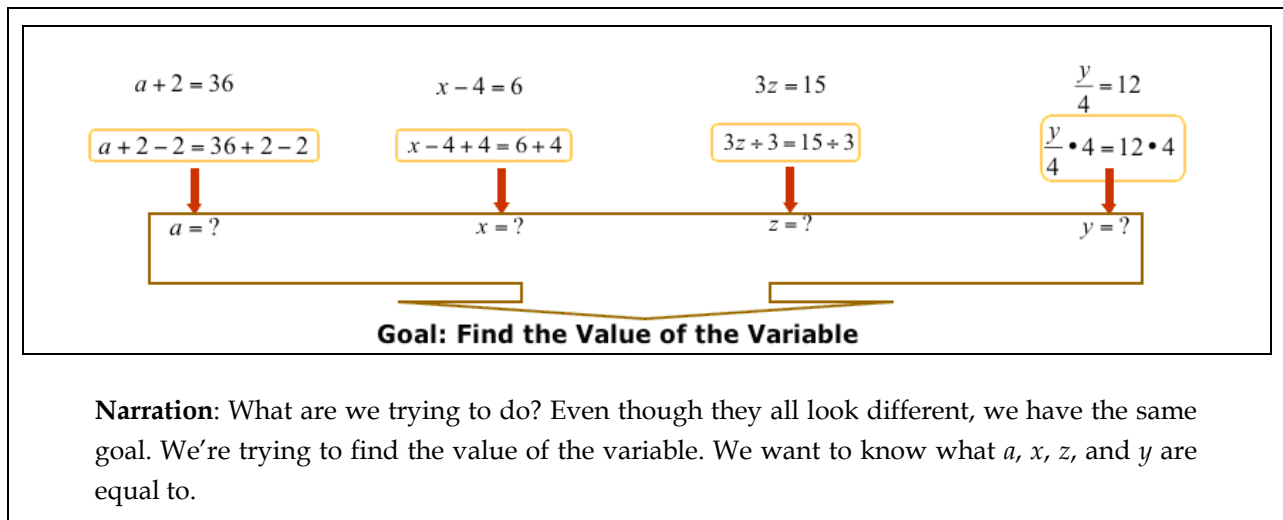 a + 2 = 36 x − 4 = 6 3z = 15 y/4 = 12
a + 2 − 2 = 36 + 2 − 2 x − 4 + 4 = 6 + 4 3z ÷ 3 = 15 ÷ 3 y/4 • 4 = 12 • 4
a = ? x = ? z = ? y = ?
Goal: Find the Value of the Variable
Narration: What are we trying to do? Even though they all look different, we have the same
goal. We’re trying to find the value of the variable. We want to know what a, x, z, and y are
equal to.